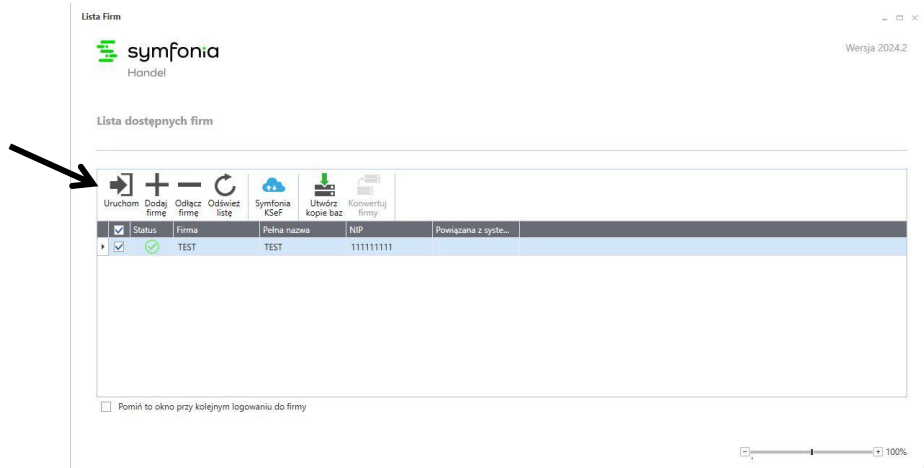 Lista Firm
symfonia
Handel
Wersja 2024.2
Lista dostępnych firm
Uruchom Dodaj firmę Odłącz firmę Odśwież listę Symfonia KSeF Utwórz kopie baz Konwertuj firmy
Status Firma Pełna nazwa NIP Powiązana z syste...
TEST TEST 111111111
Pomiń to okno przy kolejnym logowaniu do firmy
100%